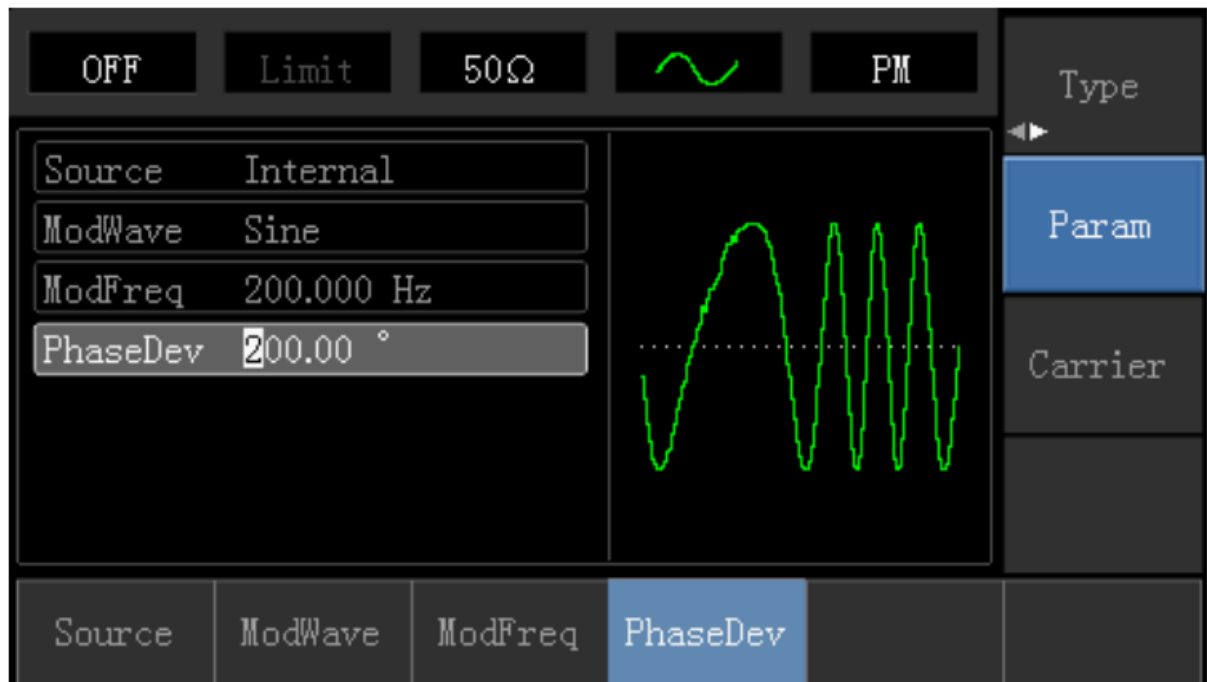 OFF Limit 50Ω PM
Type
Source Internal
ModWave Sine
ModFreq 200.000 Hz
PhaseDev 200.00 °
Param
Carrier
Source ModWave ModFreq PhaseDev